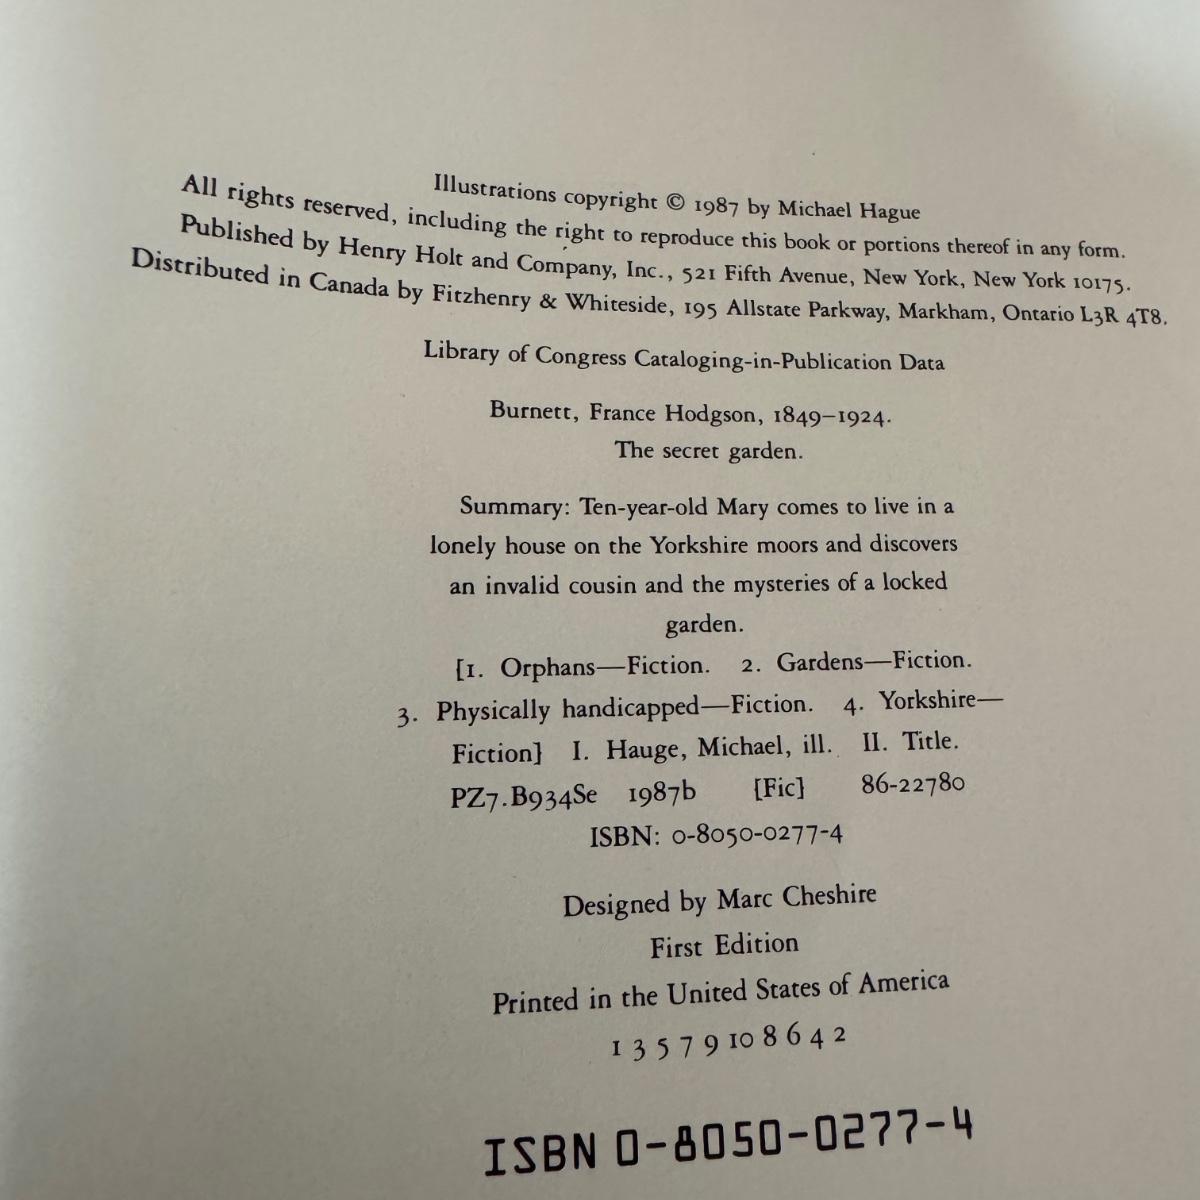 Illustrations copyright © 1987 by Michael Hague
All rights reserved, including the right to reproduce this book or portions thereof in any form.
Published by Henry Holt and Company, Inc., 521 Fifth Avenue, New York, New York 10175.
Distributed in Canada by Fitzhenry & Whiteside, 195 Allstate Parkway, Markham, Ontario L3R 4T8.
Library of Congress Cataloging-in-Publication Data
Burnett, France Hodgson, 1849–1924.
The secret garden.
Summary: Ten-year-old Mary comes to live in a
lonely house on the Yorkshire moors and discovers
an invalid cousin and the mysteries of a locked
garden.
[1. Orphans—Fiction. 2. Gardens—Fiction.
3. Physically handicapped—Fiction. 4. Yorkshire—
Fiction] I. Hauge, Michael, ill. II. Title.
PZ7.B934Se 1987b [Fic] 86-22780
ISBN: 0-8050-0277-4
Designed by Marc Cheshire
First Edition
Printed in the United States of America
1 3 5 7 9 10 8 6 4 2
ISBN 0-8050-0277-4